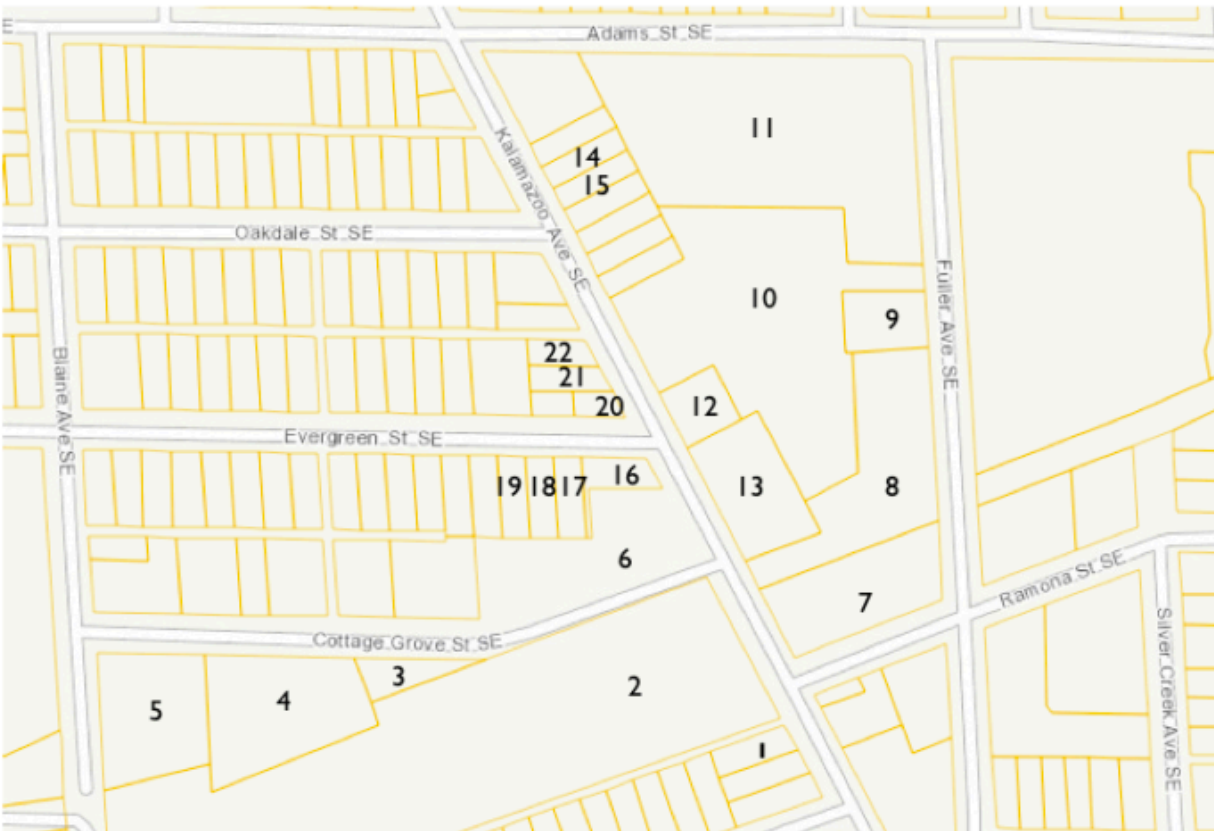 E
Adams St SE
11
Kalamazoo Ave SE
14
15
Oakdale St SE
Fuller Ave SE
10
9
Blaine Ave SE
22
21
20
12
Evergreen St SE
16
19
18
17
13
8
6
7
Ramona St SE
Cottage Grove St SE
Silver Creek Ave SE
3
2
4
5
1